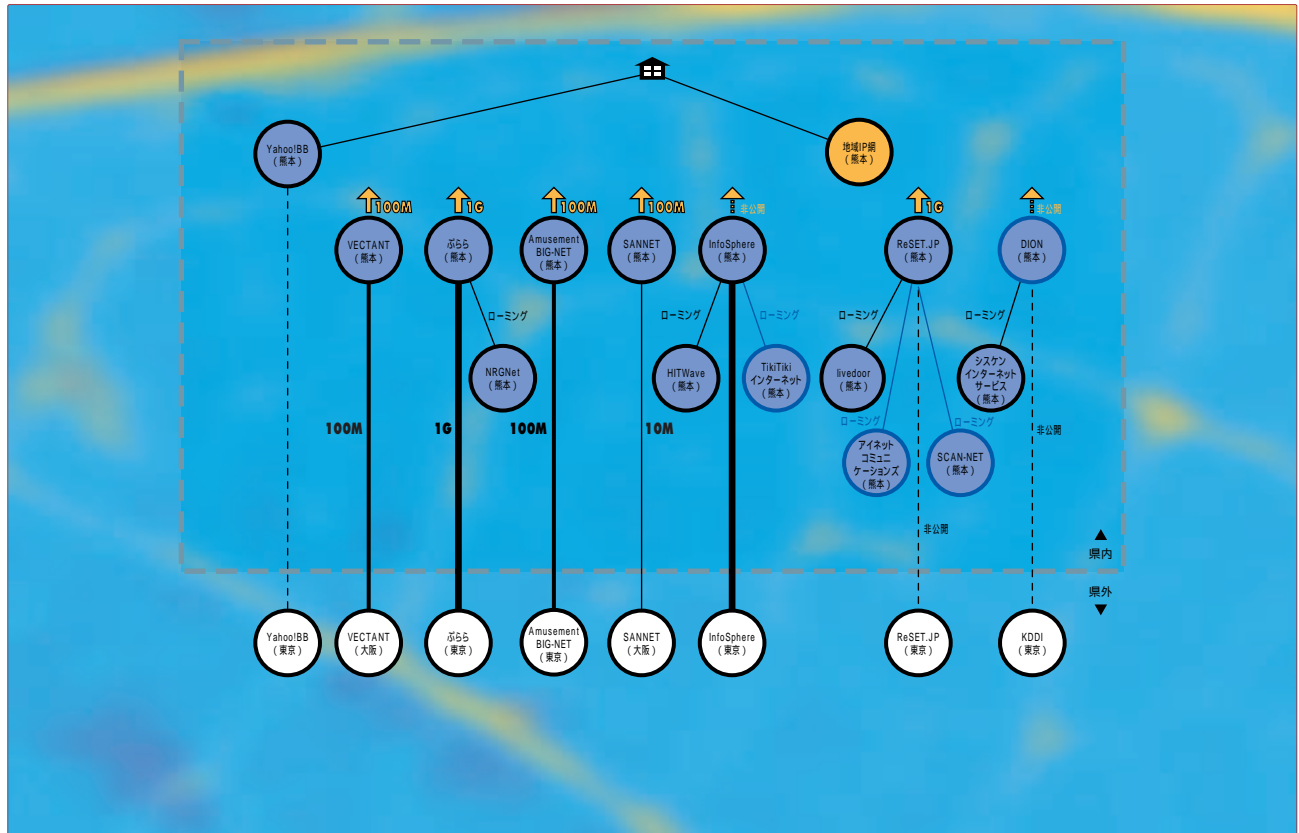 Yahoo!BB
(熊本)
地域IP網
(熊本)
100M
1G
100M
100M
非公開
1G
非公開
VECTANT
(熊本)
ぷらら
(熊本)
Amusement
BIG-NET
(熊本)
SANNET
(熊本)
InfoSphere
(熊本)
ReSET.JP
(熊本)
DION
(熊本)
ローミング
ローミング
ローミング
ローミング
ローミング
NRGNet
(熊本)
HITWave
(熊本)
TikiTiki
インターネット
(熊本)
livedoor
(熊本)
シスケン
インターネット
サービス
(熊本)
100M
1G
100M
10M
ローミング
ローミング
非公開
アイネット
コミュニ
ケーションズ
(熊本)
SCAN-NET
(熊本)
非公開
▲
県内
県外
▼
Yahoo!BB
(東京)
VECTANT
(大阪)
ぷらら
(東京)
Amusement
BIG-NET
(東京)
SANNET
(大阪)
InfoSphere
(東京)
ReSET.JP
(東京)
KDDI
(東京)